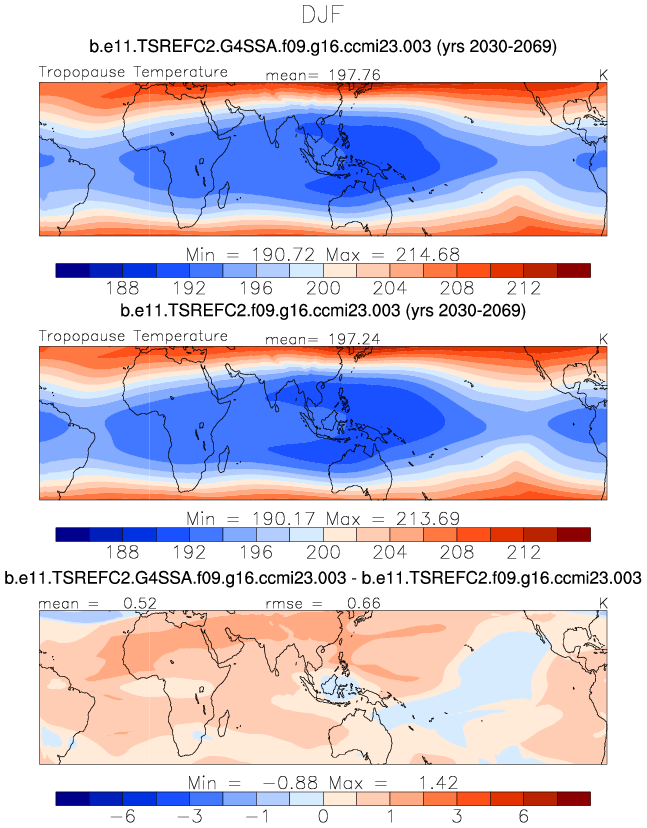 DJF
b.e11.TSREFC2.G4SSA.f09.g16.ccmi23.003 (yrs 2030-2069)
Tropopause Temperature mean= 197.76 K
Min = 190.72 Max = 214.68
188 192 196 200 204 208 212
b.e11.TSREFC2.f09.g16.ccmi23.003 (yrs 2030-2069)
Tropopause Temperature mean= 197.24 K
Min = 190.17 Max = 213.69
188 192 196 200 204 208 212
b.e11.TSREFC2.G4SSA.f09.g16.ccmi23.003 - b.e11.TSREFC2.f09.g16.ccmi23.003
mean = 0.52 rmse = 0.66 K
Min = -0.88 Max = 1.42
-6 -3 -1 0 1 3 6